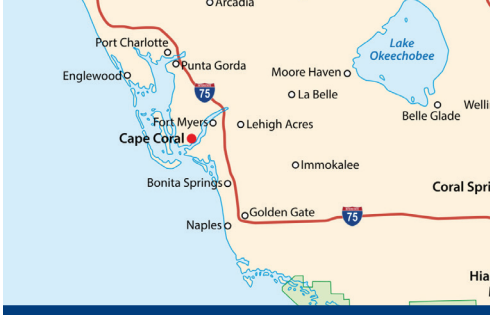 Arcadia
Port Charlotte
Lake
Okeechobee
Punta Gorda
Englewood
Moore Haven
75
La Belle
Belle Glade
Welli
Fort Myers
Lehigh Acres
Cape Coral
Immokalee
Bonita Springs
Coral Spri
Golden Gate
75
Naples
Hia